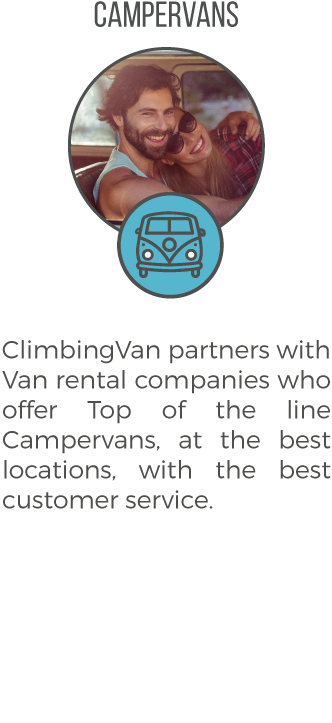 CAMPERVANS
ClimbingVan partners with
Van rental companies who
offer Top of the line
Campervans, at the best
locations, with the best
customer service.